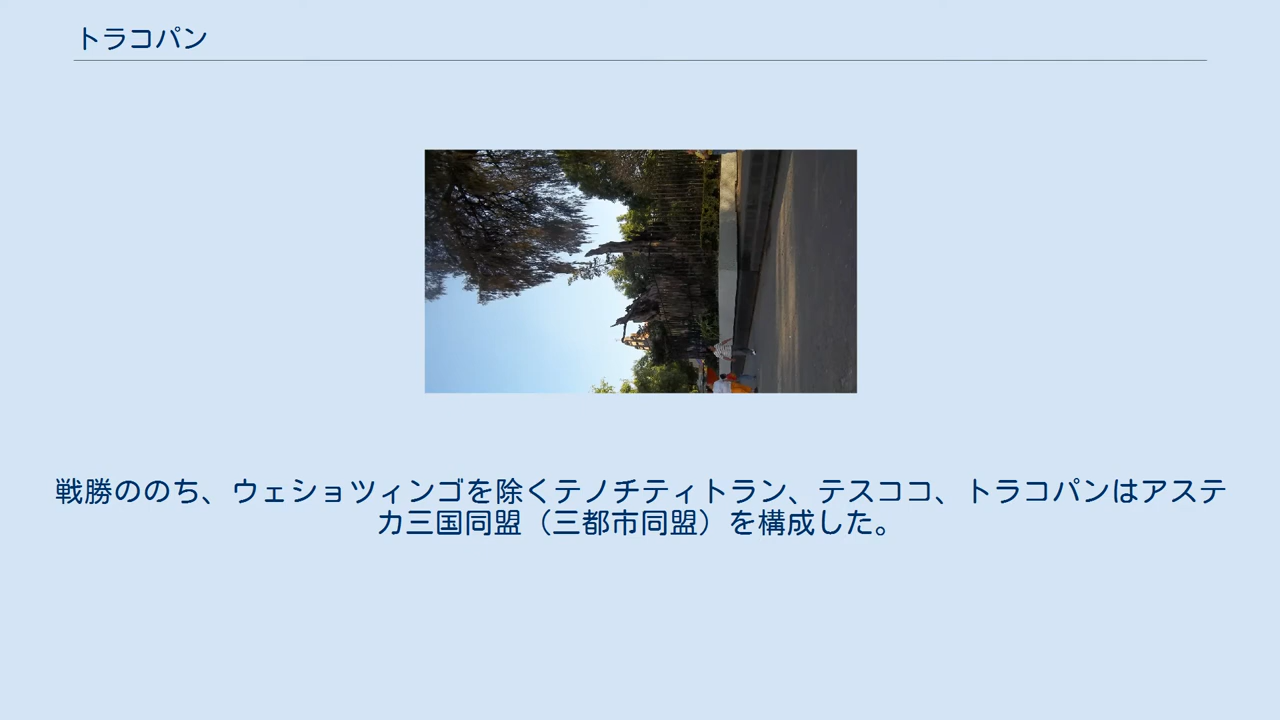 トラコパン
戦勝ののち、ウェショツィンゴを除くテノチティトラン、テスココ、トラコパンはアステ
カ三国同盟（三都市同盟）を構成した。